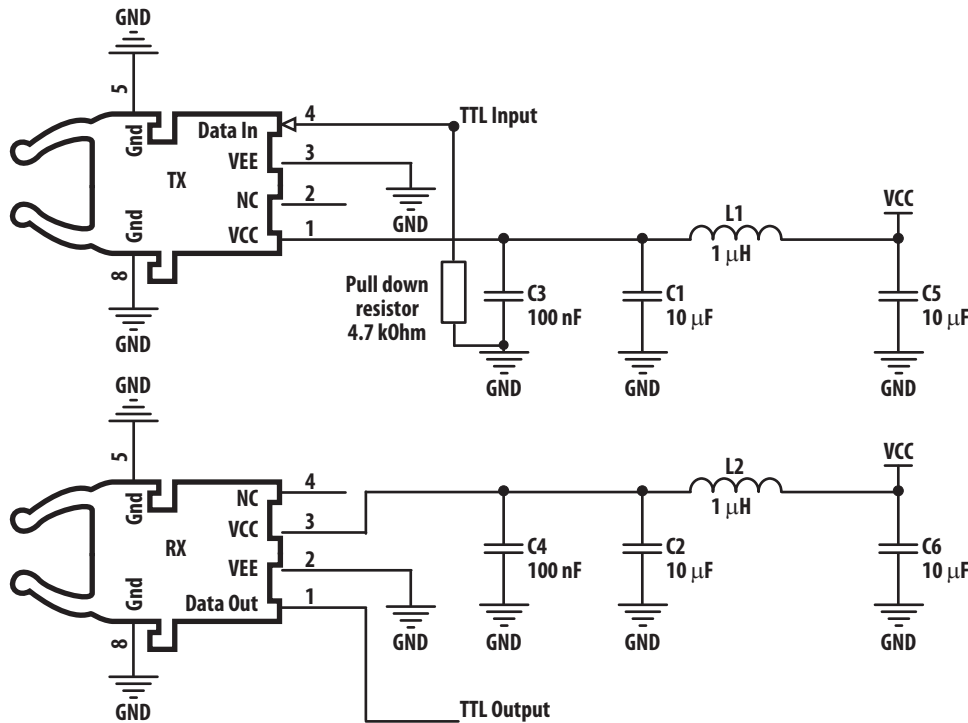 GND
5
Gnd
Data In
4
TTL Input
VEE
3
TX
NC
2
GND
VCC
1
VCC
L1
1 μH
Gnd
8
GND
Pull down
resistor
4.7 kOhm
C3
100 nF
C1
10 μF
C5
10 μF
GND
GND
GND
GND
5
Gnd
NC
4
VCC
3
RX
VEE
2
Data Out
1
GND
L2
1 μH
VCC
C4
100 nF
C2
10 μF
C6
10 μF
GND
GND
GND
Gnd
8
GND
TTL Output